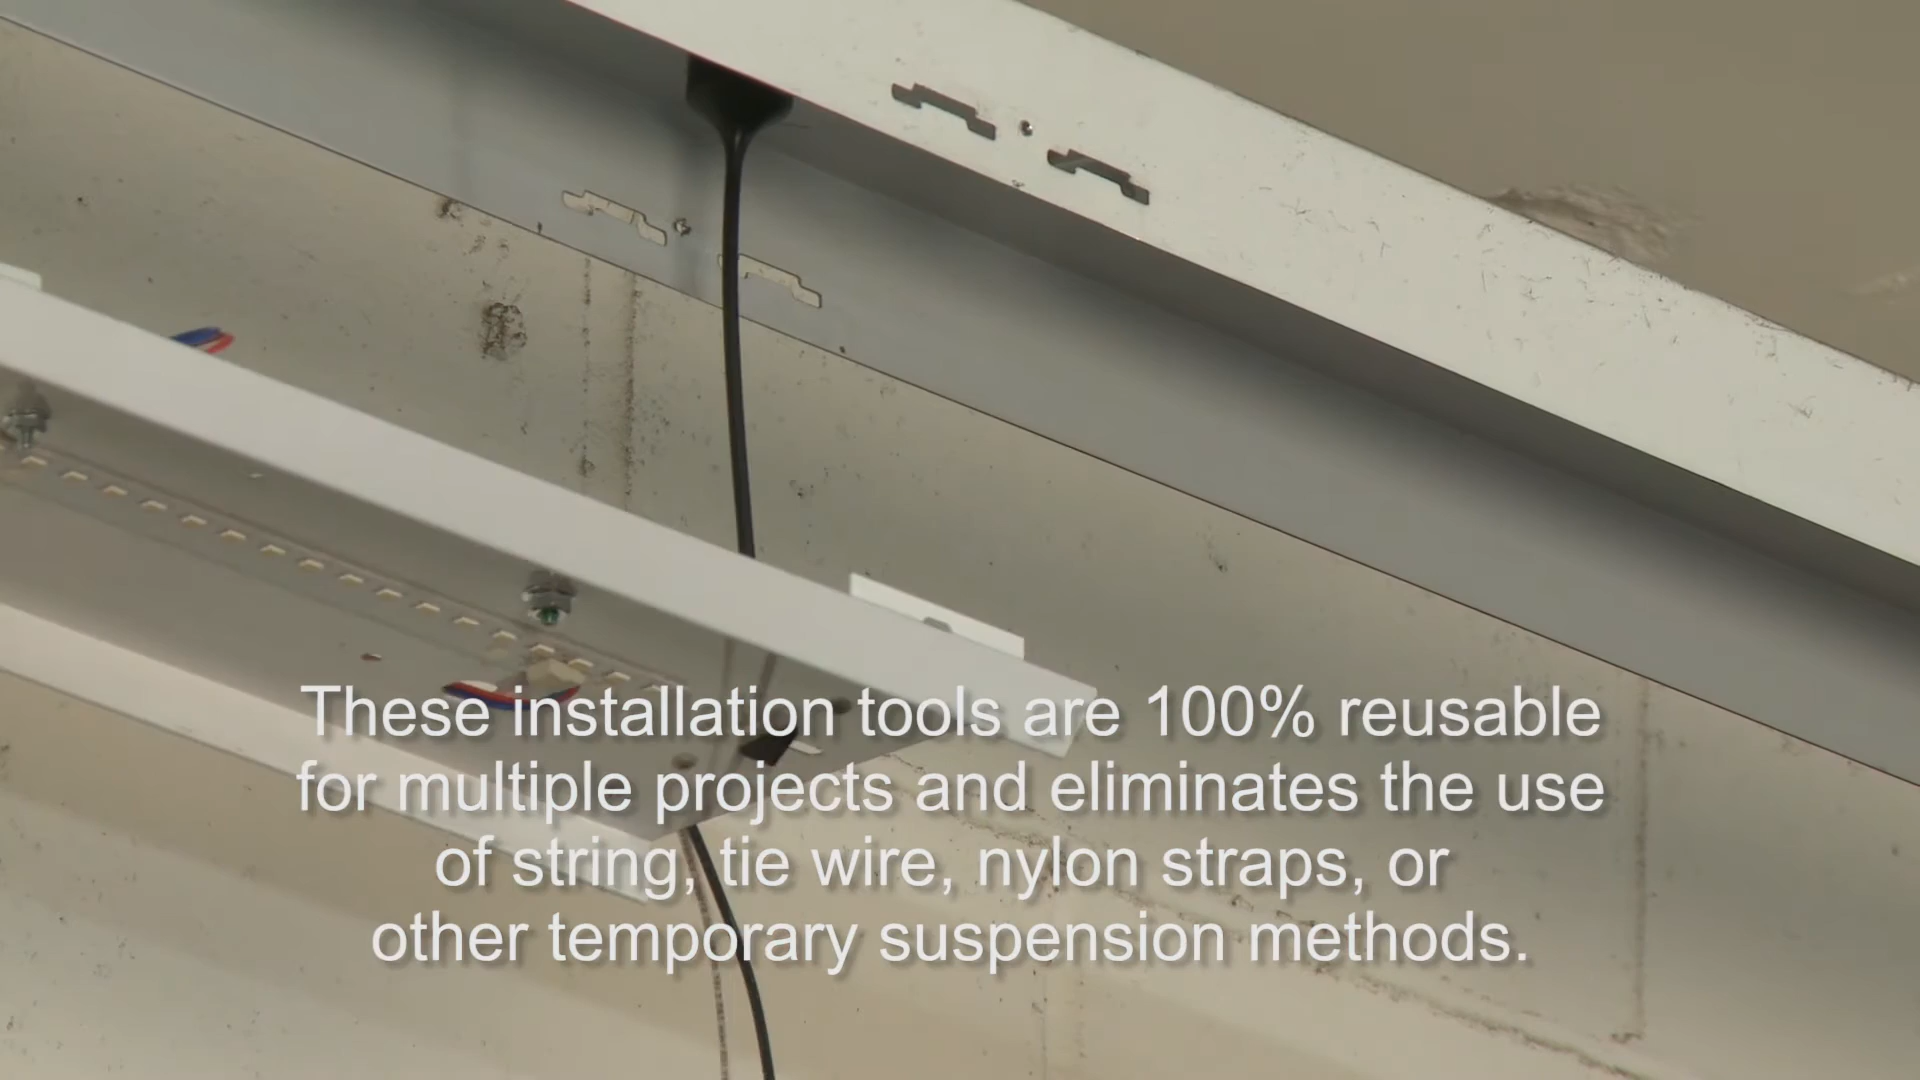 These installation tools are 100% reusable
for multiple projects and eliminates the use
of string, tie wire, nylon straps, or
other temporary suspension methods.